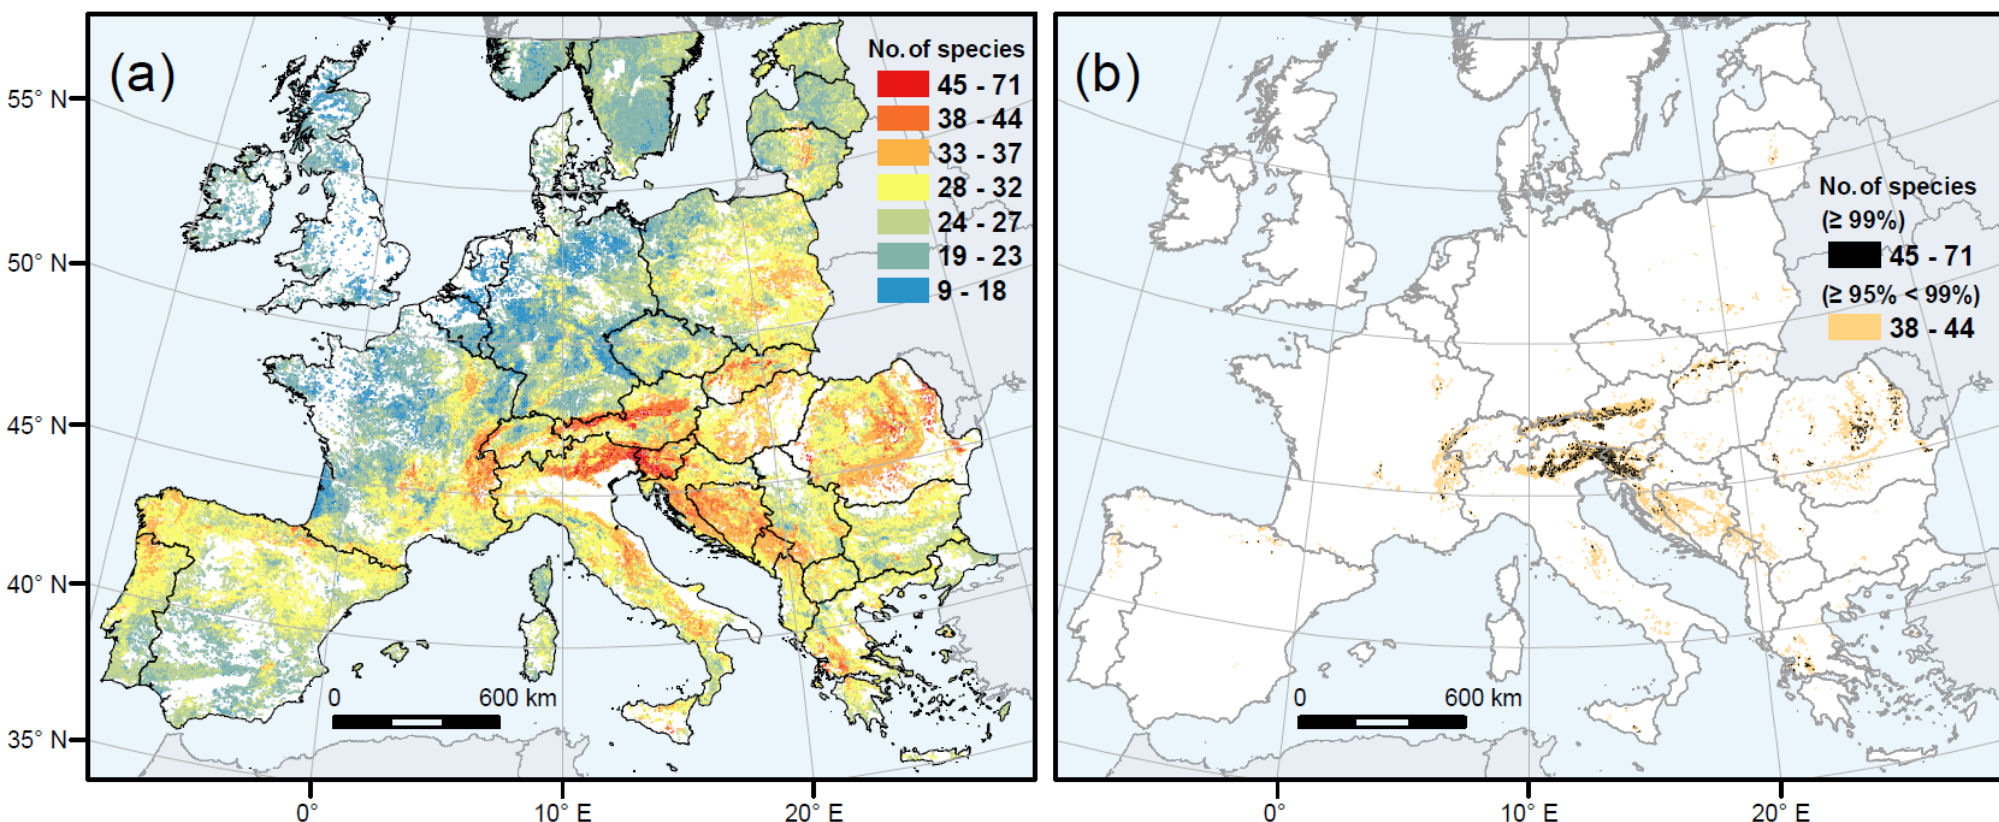 (a)
No. of species
45 - 71
38 - 44
33 - 37
28 - 32
24 - 27
19 - 23
9 - 18
55° N
50° N
45° N
40° N
35° N
0 600 km
0° 10° E 20° E
(b)
No. of species
(≥ 99%)
45 - 71
(≥ 95% < 99%)
38 - 44
0 600 km
0° 10° E 20° E